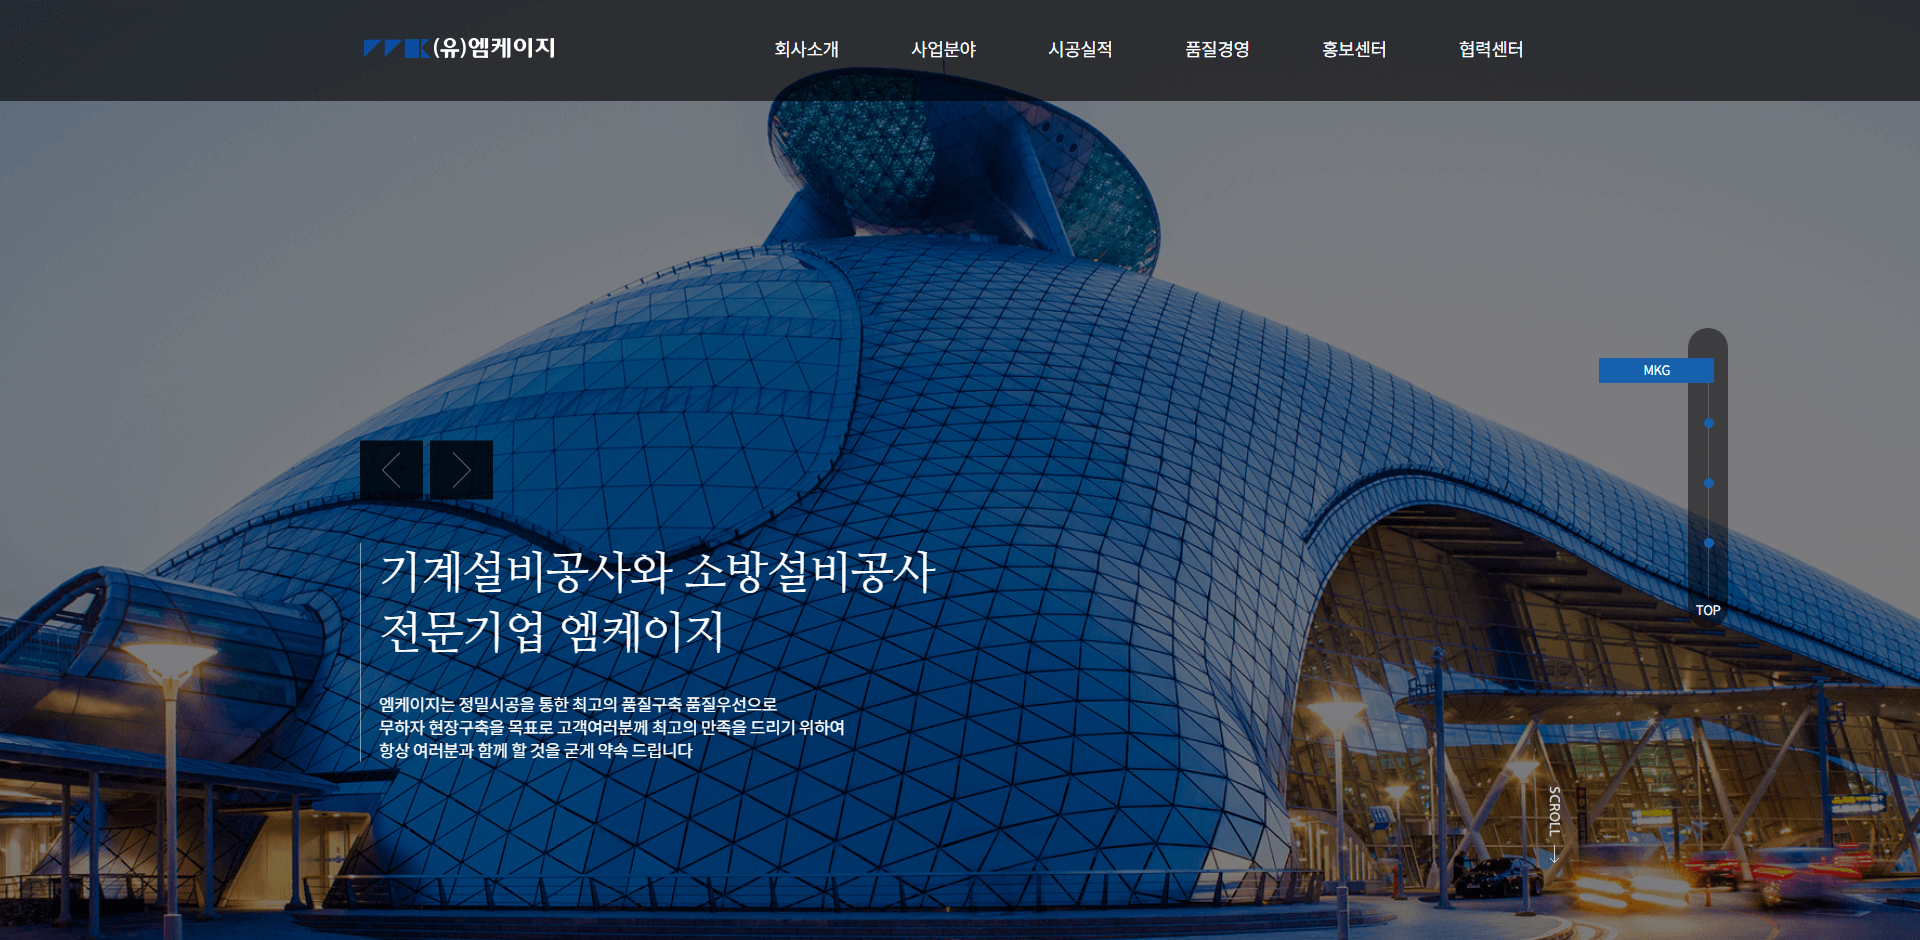 (유)엠케이지
회사소개
사업분야
시공실적
품질경영
홍보센터
협력센터
MKG
기계설비공사와 소방설비공사
전문기업 엠케이지
TOP
엠케이지는 정밀시공을 통한 최고의 품질구축 품질우선으로
무하자 현장구축을 목표로 고객여러분께 최고의 만족을 드리기 위하여
항상 여러분과 함께 할 것을 굳게 약속 드립니다
SCROLL